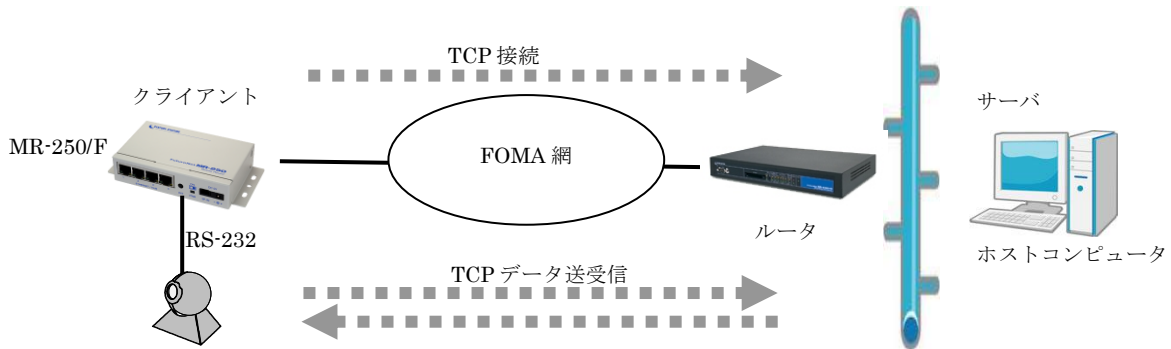 TCP 接続
クライアント
サーバ
MR-250/F
FOMA 網
ルータ
RS-232
ホストコンピュータ
TCP データ送受信